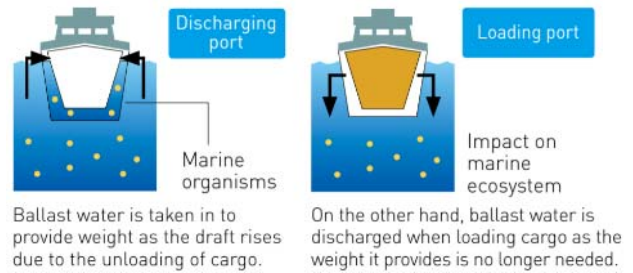 Discharging
port
Marine
organisms
Ballast water is taken in to
provide weight as the draft rises
due to the unloading of cargo.
Loading port
Impact on
marine
ecosystem
On the other hand, ballast water is
discharged when loading cargo as the
weight it provides is no longer needed.